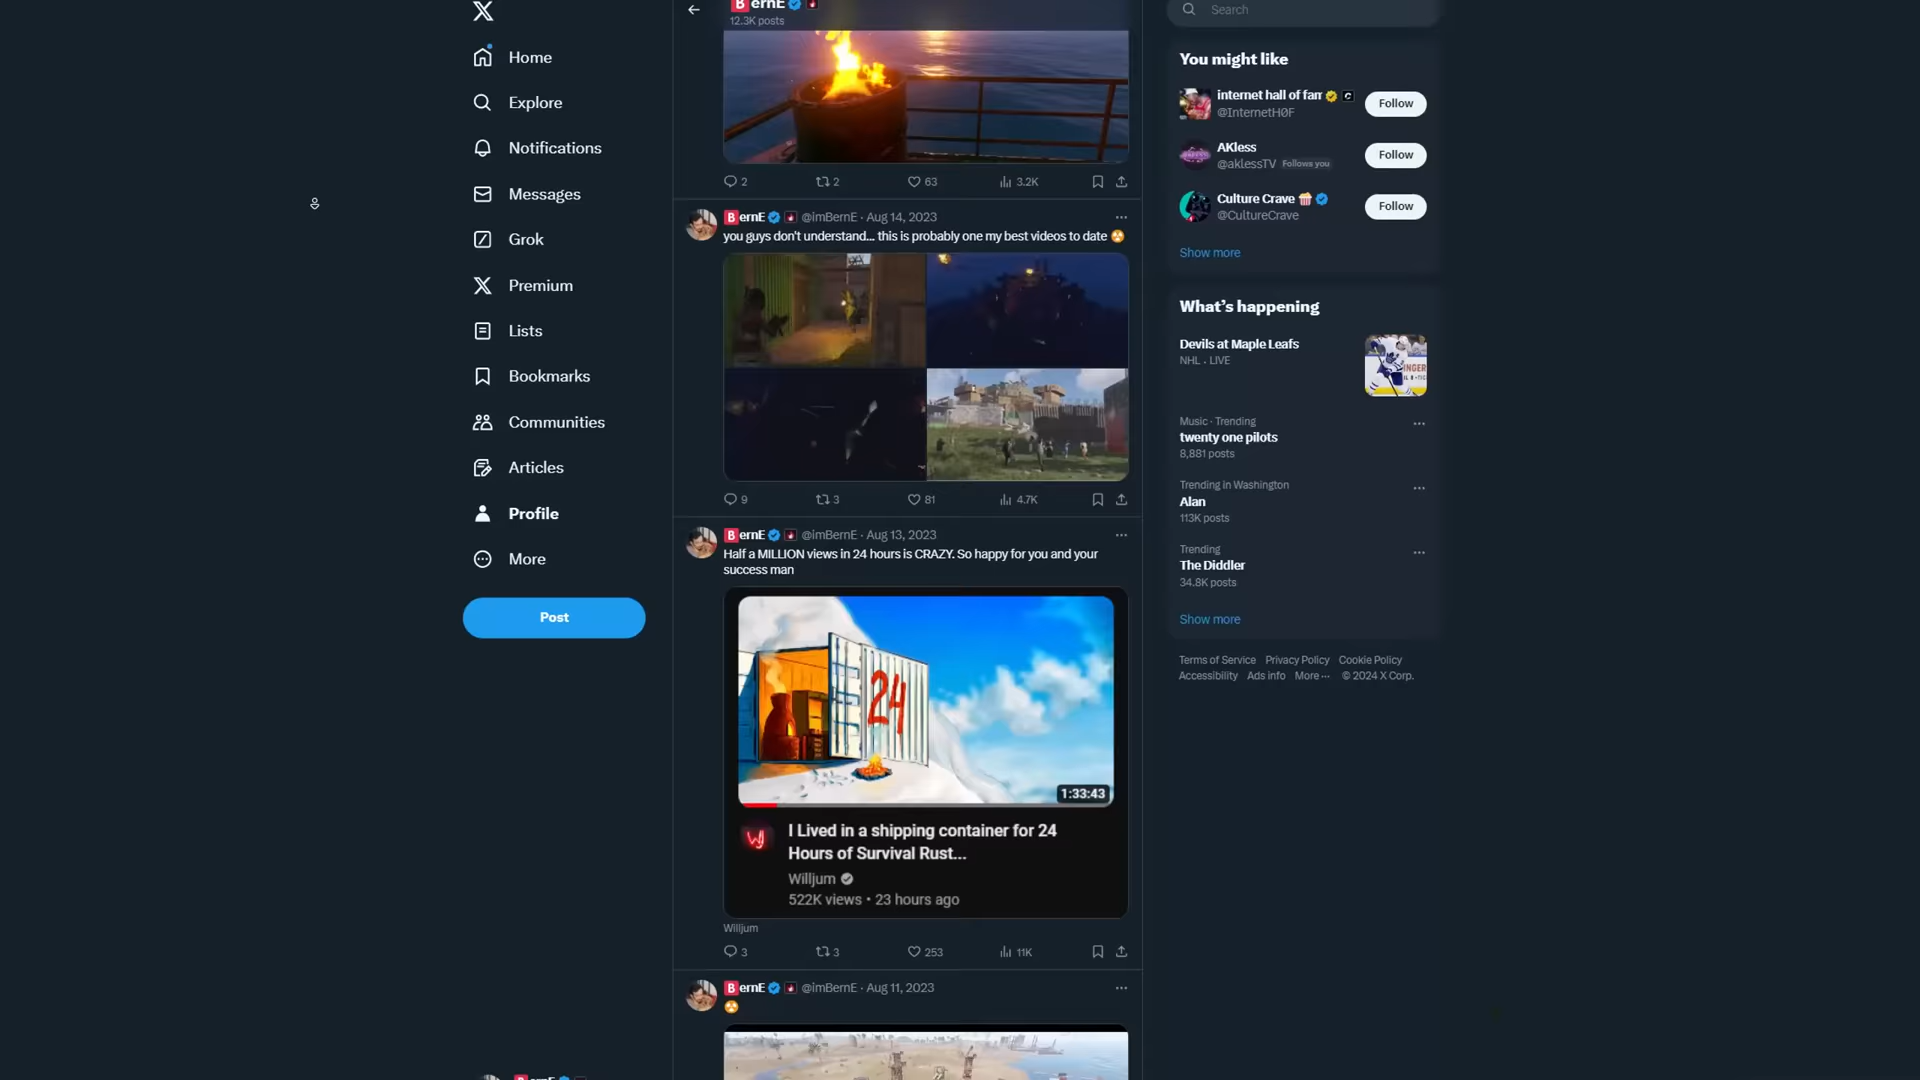 Home
Explore
Notifications
Messages
Grok
Premium
Lists
Bookmarks
Communities
Articles
Profile
More
Post
BernE
12.3K posts
2 2 63 3.2K
BernE @imBernE · Aug 14, 2023
you guys don't understand... this is probably one my best videos to date ☢
9 3 81 4.7K
BernE @imBernE · Aug 13, 2023
Half a MILLION views in 24 hours is CRAZY. So happy for you and your
success man
24
1:33:43
I Lived in a shipping container for 24
Hours of Survival Rust...
Willjum
522K views • 23 hours ago
Willjum
3 3 253 11K
BernE @imBernE · Aug 11, 2023
☢
Search
You might like
internet hall of fam
@InternetH0F
Follow
AKless
@aklessTV Follows you
Follow
Culture Crave 🍿
@CultureCrave
Follow
Show more
What's happening
Devils at Maple Leafs
NHL · LIVE
Music · Trending
twenty one pilots
8,881 posts
Trending in Washington
Alan
113K posts
Trending
The Diddler
34.8K posts
Show more
Terms of Service Privacy Policy Cookie Policy
Accessibility Ads info More ··· © 2024 X Corp.